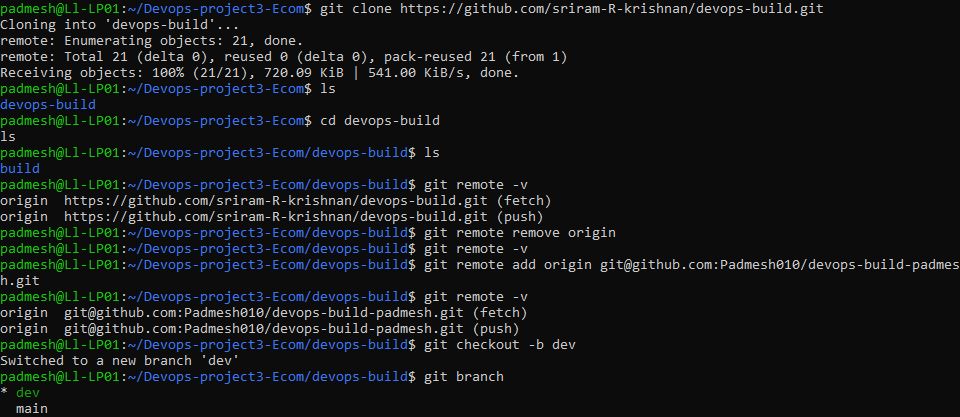 padmesh@Ll-LP01:~/Devops-project3-Ecom$ git clone https://github.com/sriram-R-krishnan/devops-build.git
Cloning into 'devops-build'...
remote: Enumerating objects: 21, done.
remote: Total 21 (delta 0), reused 0 (delta 0), pack-reused 21 (from 1)
Receiving objects: 100% (21/21), 720.09 KiB | 541.00 KiB/s, done.
padmesh@Ll-LP01:~/Devops-project3-Ecom$ ls
devops-build
padmesh@Ll-LP01:~/Devops-project3-Ecom$ cd devops-build
ls
padmesh@Ll-LP01:~/Devops-project3-Ecom/devops-build$ ls
build
padmesh@Ll-LP01:~/Devops-project3-Ecom/devops-build$ git remote -v
origin  https://github.com/sriram-R-krishnan/devops-build.git (fetch)
origin  https://github.com/sriram-R-krishnan/devops-build.git (push)
padmesh@Ll-LP01:~/Devops-project3-Ecom/devops-build$ git remote remove origin
padmesh@Ll-LP01:~/Devops-project3-Ecom/devops-build$ git remote -v
padmesh@Ll-LP01:~/Devops-project3-Ecom/devops-build$ git remote add origin git@github.com:Padmesh010/devops-build-padmes
h.git
padmesh@Ll-LP01:~/Devops-project3-Ecom/devops-build$ git remote -v
origin  git@github.com:Padmesh010/devops-build-padmesh.git (fetch)
origin  git@github.com:Padmesh010/devops-build-padmesh.git (push)
padmesh@Ll-LP01:~/Devops-project3-Ecom/devops-build$ git checkout -b dev
Switched to a new branch 'dev'
padmesh@Ll-LP01:~/Devops-project3-Ecom/devops-build$ git branch
* dev
  main